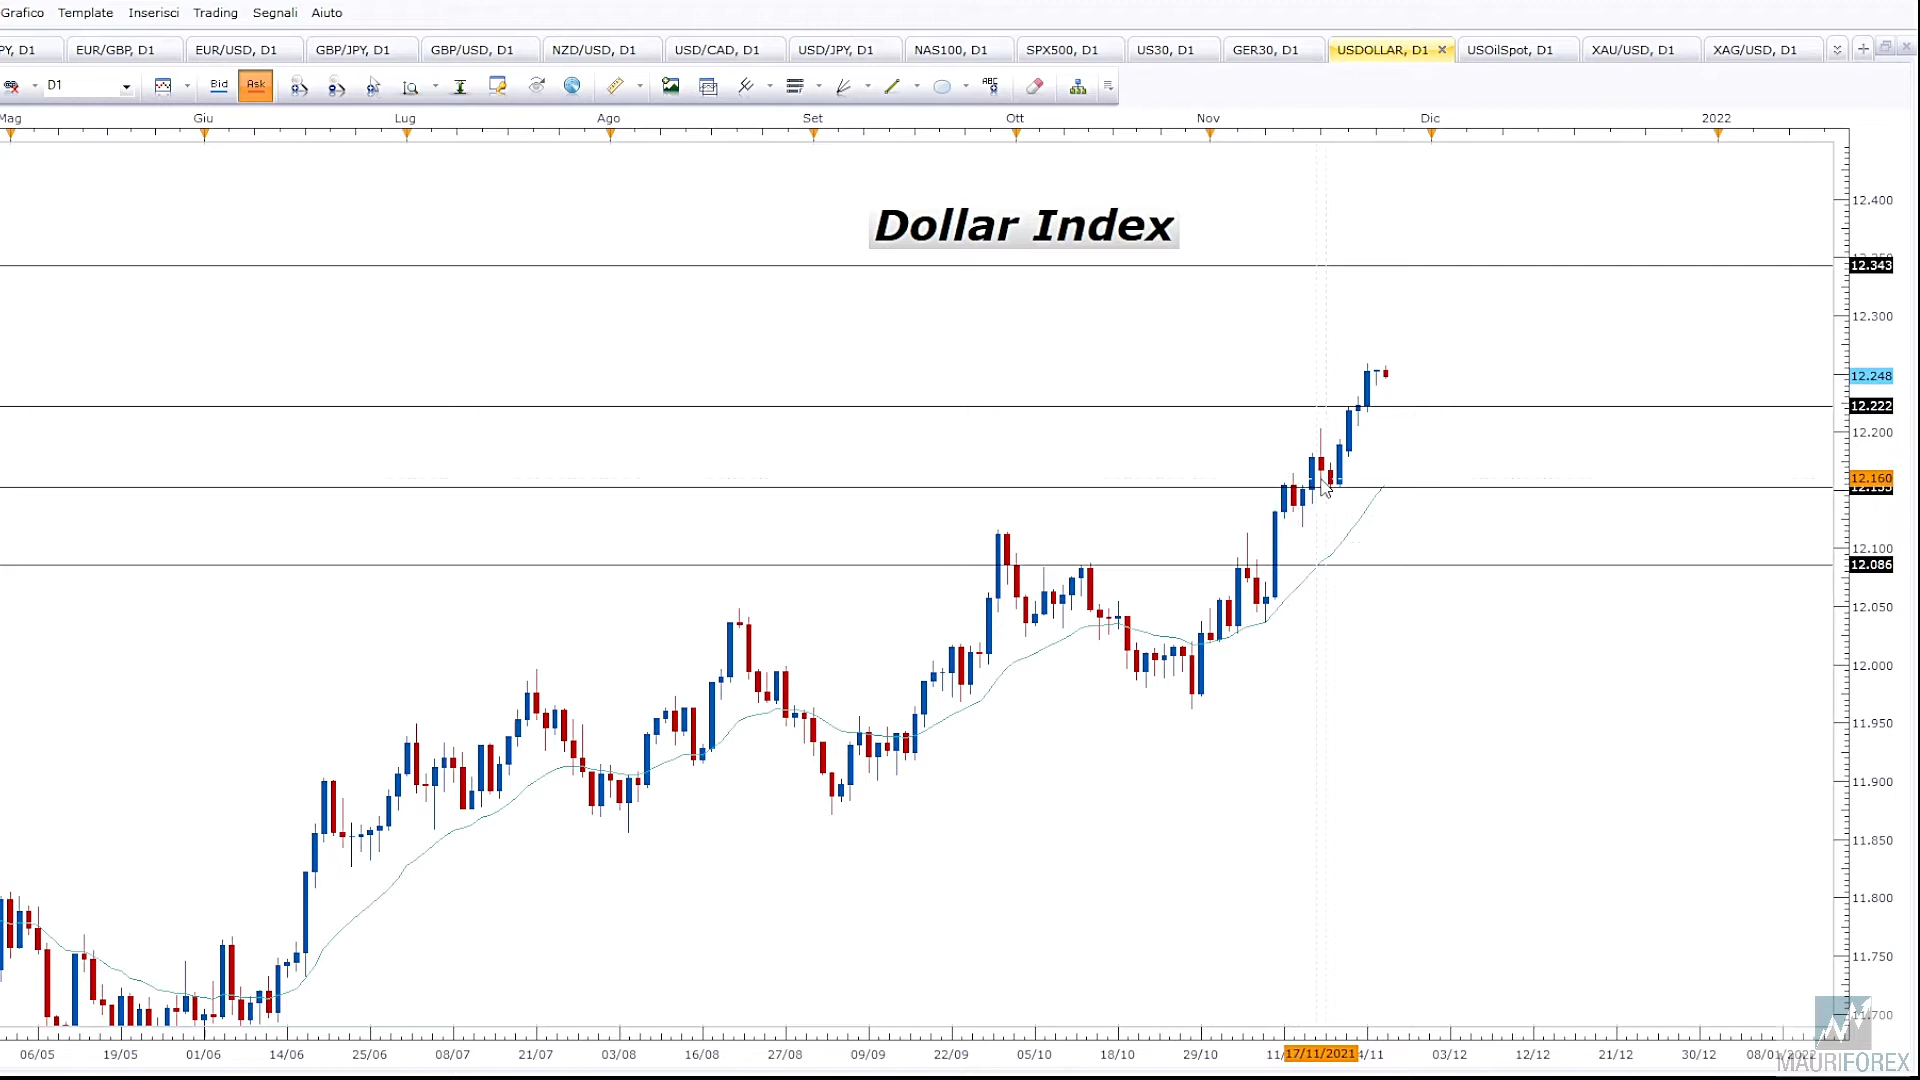 Grafico Template Inserisci Trading Segnali Aiuto
PY, D1 EUR/GBP, D1 EUR/USD, D1 GBP/JPY, D1 GBP/USD, D1 NZD/USD, D1 USD/CAD, D1 USD/JPY, D1 NAS100, D1 SPX500, D1 US30, D1 GER30, D1 USDOLLAR, D1 USOilSpot, D1 XAU/USD, D1 XAG/USD, D1
D1 Bid Ask ABC
Mag Giu Lug Ago Set Ott Nov Dic 2022
Dollar Index
12.400
12.343
12.300
12.248
12.222
12.200
12.160
12.100
12.086
12.050
12.000
11.950
11.900
11.850
11.800
11.750
11.700
06/05 19/05 01/06 14/06 25/06 08/07 21/07 03/08 16/08 27/08 09/09 22/09 05/10 18/10 29/10 11/ 17/11/2021 4/11 03/12 12/12 21/12 30/12 08/01/2022
MAURIFOREX